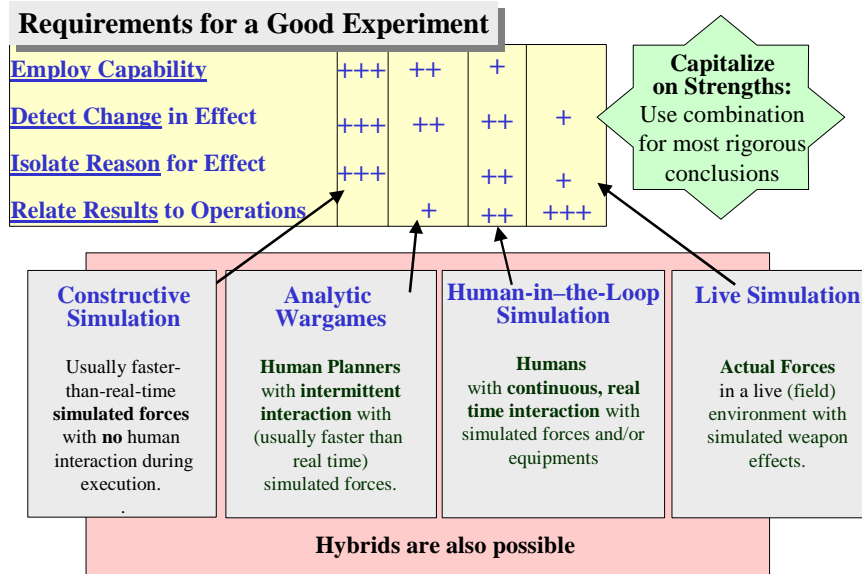 Requirements for a Good Experiment
Employ Capability +++ ++ +
Detect Change in Effect +++ ++ ++ +
Isolate Reason for Effect +++ ++ +
Relate Results to Operations + ++ +++
Capitalize
on Strengths:
Use combination
for most rigorous
conclusions
Constructive
Simulation
Usually faster-
than-real-time
simulated forces
with no human
interaction during
execution.
.
Analytic
Wargames
Human Planners
with intermittent
interaction with
(usually faster than
real time)
simulated forces.
Human-in–the-Loop
Simulation
Humans
with continuous, real
time interaction with
simulated forces and/or
equipments
Live Simulation
Actual Forces
in a live (field)
environment with
simulated weapon
effects.
Hybrids are also possible